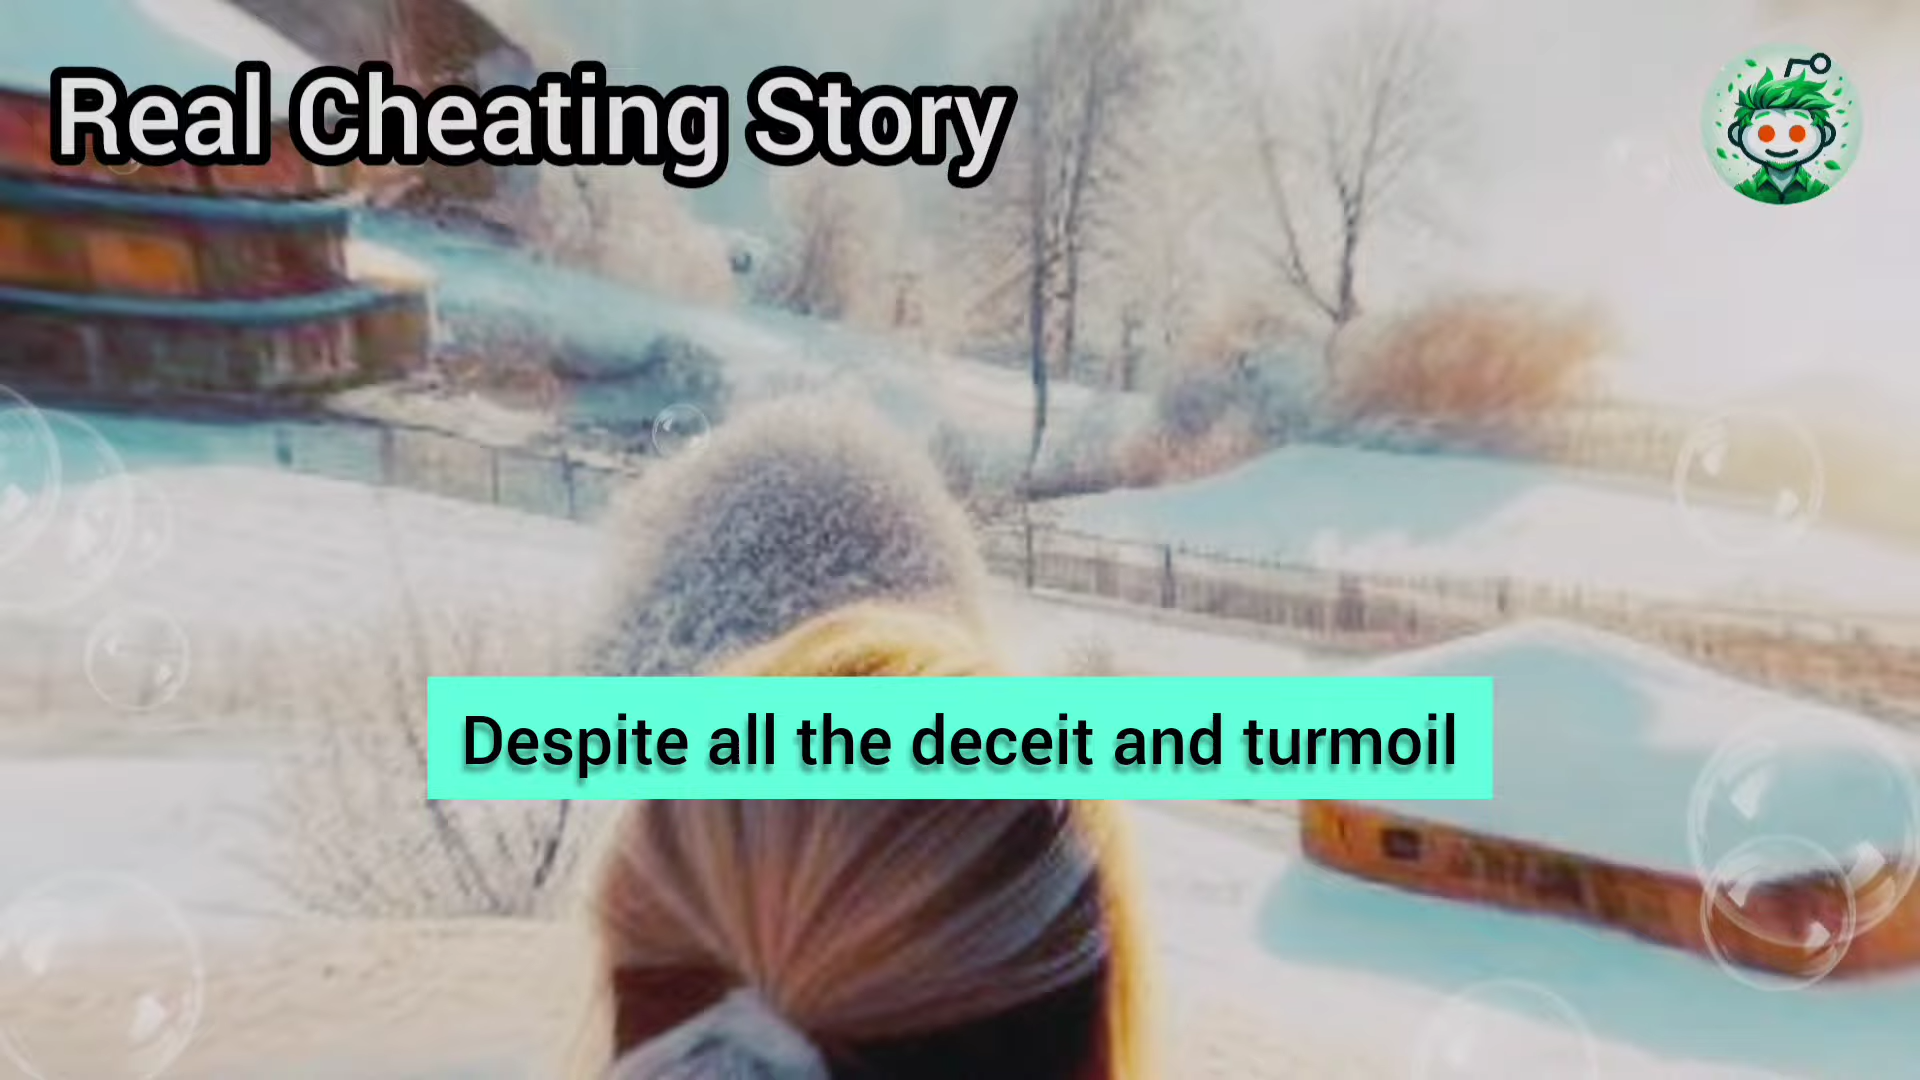 Real Cheating Story
Despite all the deceit and turmoil